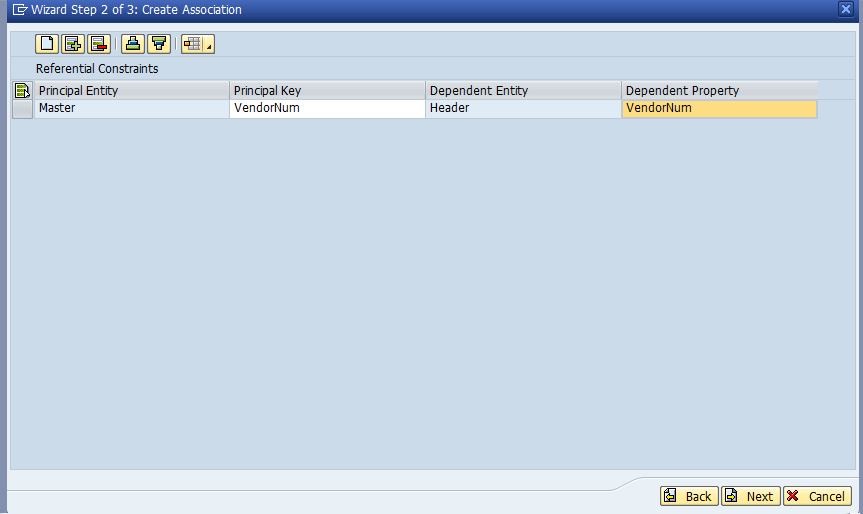 Wizard Step 2 of 3: Create Association
Referential Constraints
Principal Entity Principal Key Dependent Entity Dependent Property
Master VendorNum Header VendorNum
Back Next Cancel